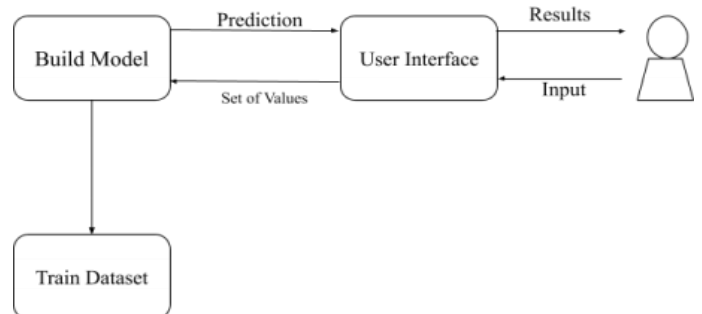 Prediction
Results
Build Model
User Interface
Set of Values
Input
Train Dataset